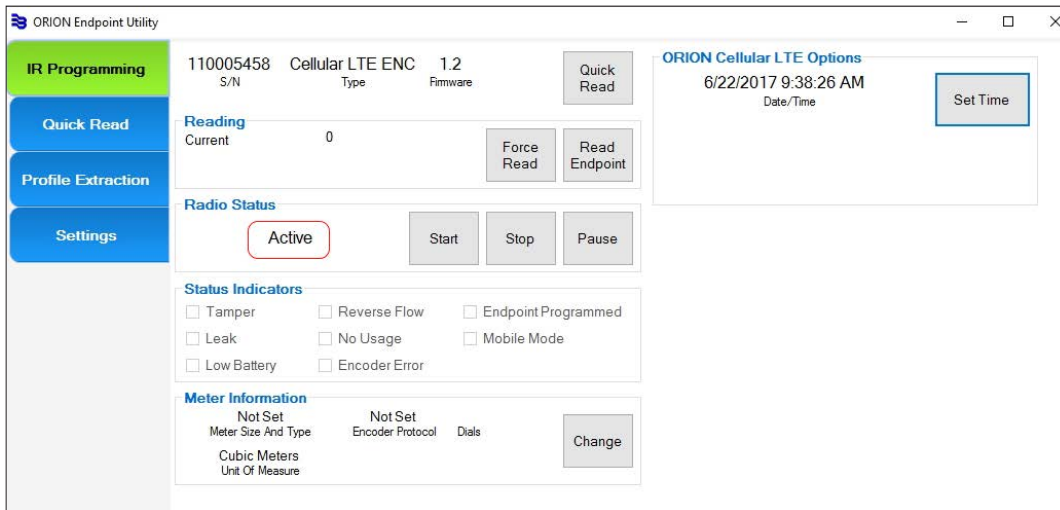 ORION Endpoint Utility
IR Programming
Quick Read
Profile Extraction
Settings
110005458 Cellular LTE ENC 1.2
S/N Type Firmware
Quick
Read
Reading
Current 0
Force
Read
Read
Endpoint
Radio Status
Active
Start
Stop
Pause
Status Indicators
Tamper Reverse Flow Endpoint Programmed
Leak No Usage Mobile Mode
Low Battery Encoder Error
Meter Information
Not Set Not Set
Meter Size And Type Encoder Protocol Dials
Cubic Meters
Unit Of Measure
Change
ORION Cellular LTE Options
6/22/2017 9:38:26 AM
Date/Time
Set Time